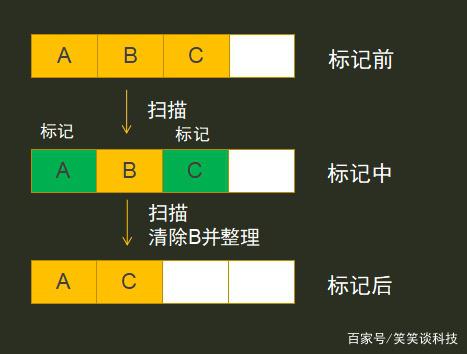 A B C 标记前
扫描
标记 标记
A B C 标记中
扫描
清除B并整理
A C 标记后
百家号/笑笑谈科技